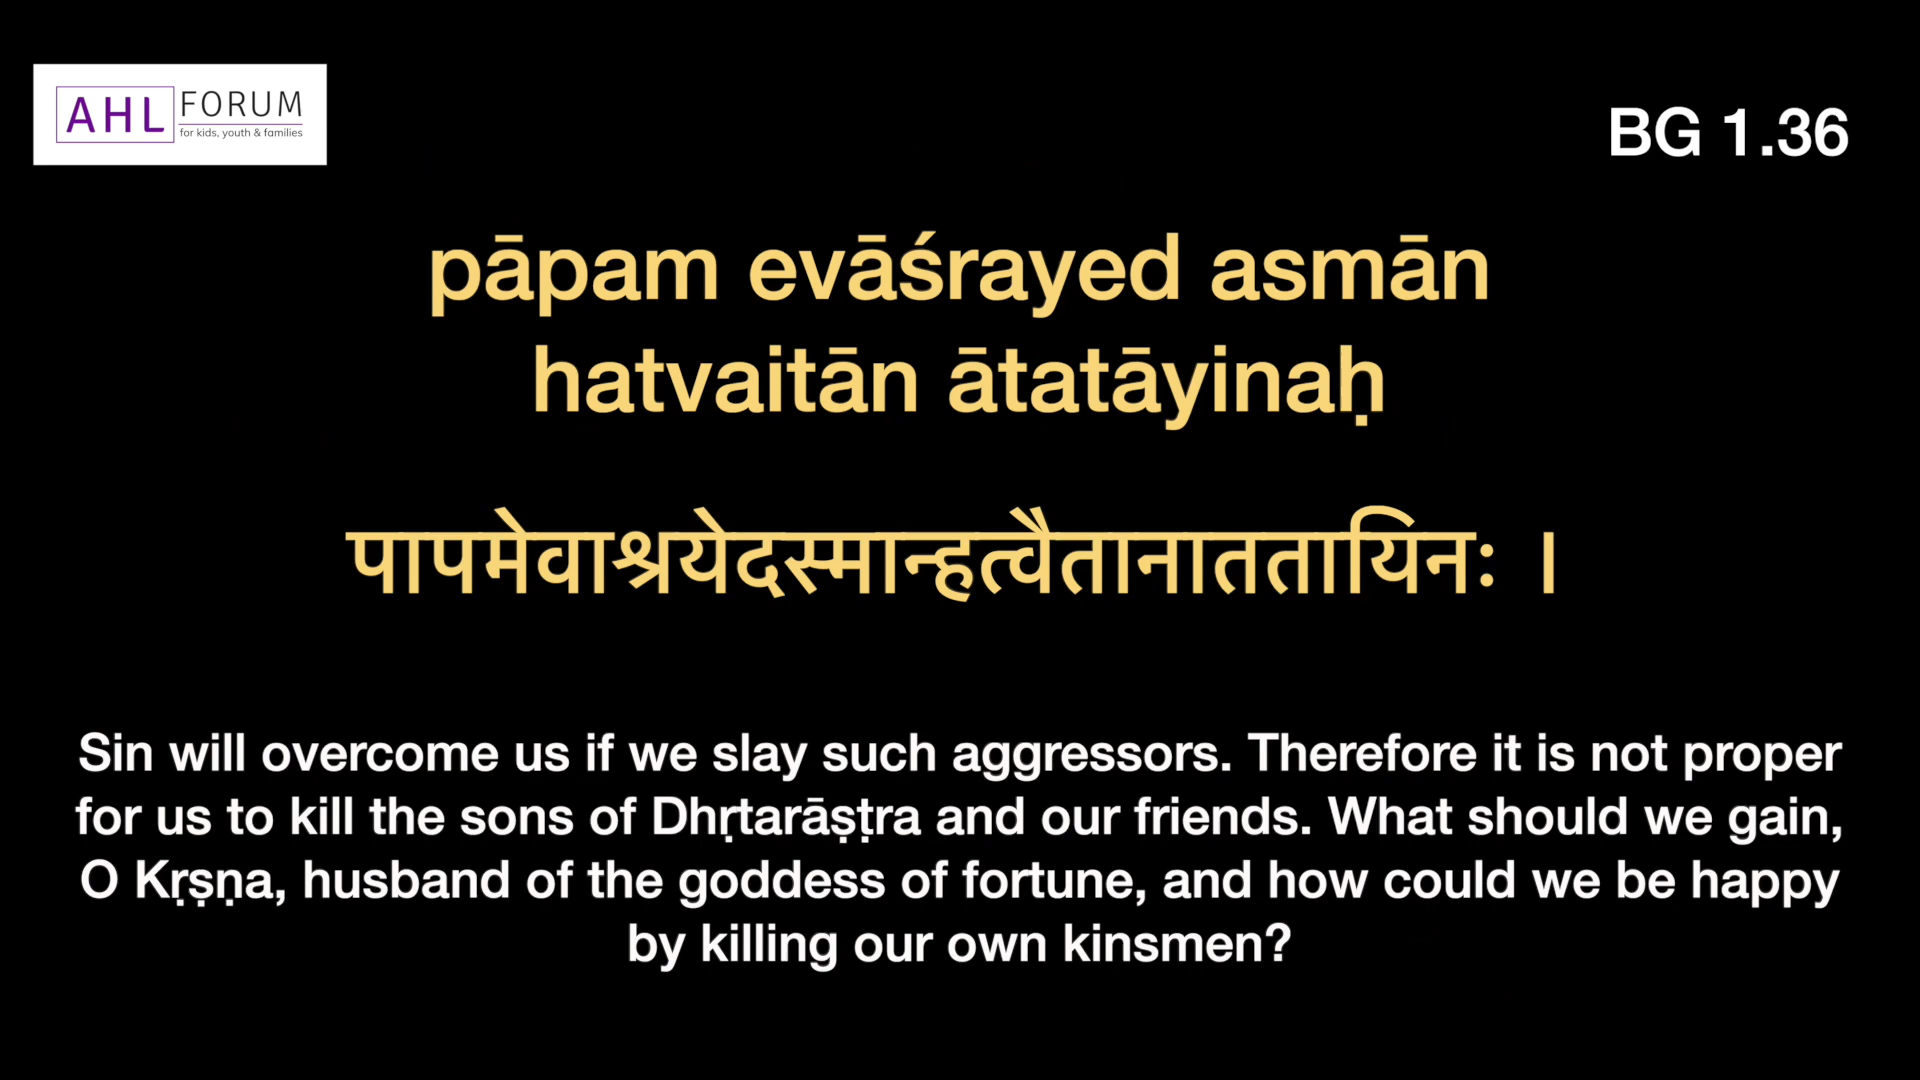 AHL FORUM
for kids, youth & families
BG 1.36
pāpam evāśrayed asmān
hatvaitān ātatāyinaḥ
पापमेवाश्रयेदस्मान्हत्वैतानाततायिनः ।
Sin will overcome us if we slay such aggressors. Therefore it is not proper
for us to kill the sons of Dhṛtarāṣṭra and our friends. What should we gain,
O Kṛṣṇa, husband of the goddess of fortune, and how could we be happy
by killing our own kinsmen?